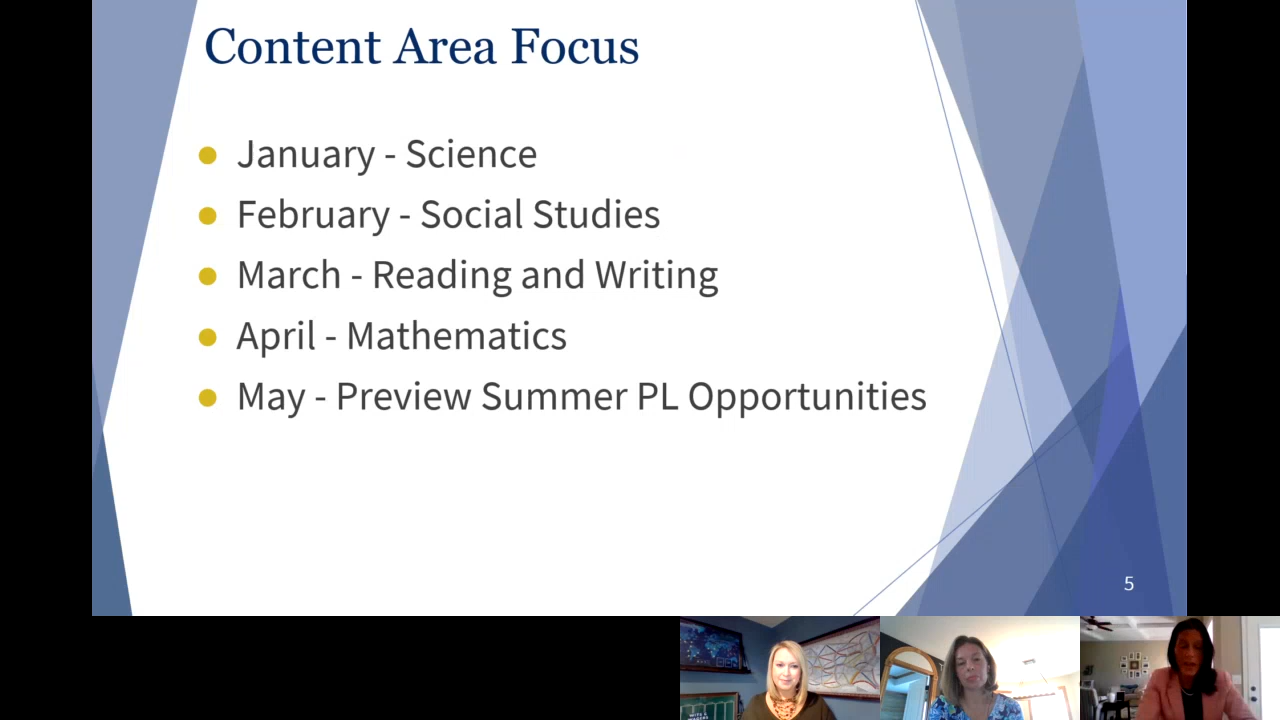 Content Area Focus
January - Science
February - Social Studies
March - Reading and Writing
April - Mathematics
May - Preview Summer PL Opportunities
5